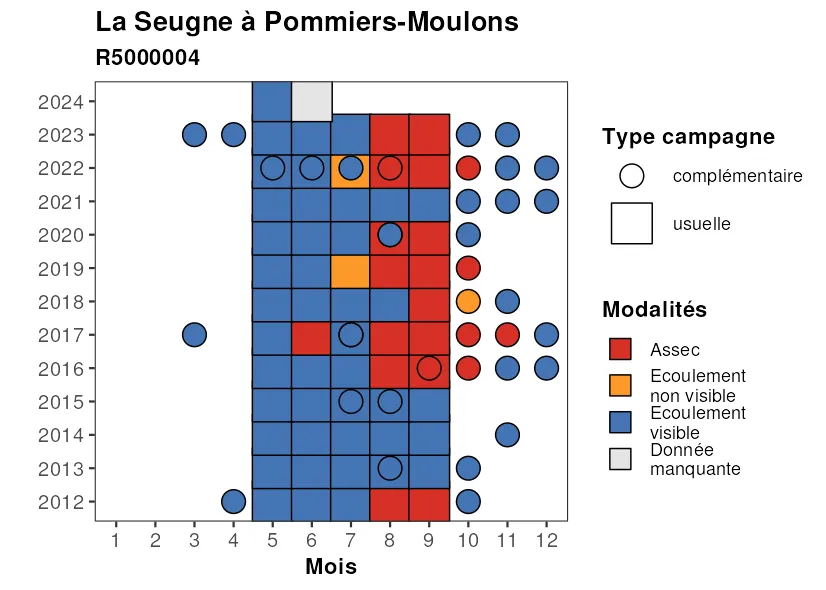 La Seugne à Pommiers-Moulons
R5000004
2024
2023
2022
2021
2020
2019
2018
2017
2016
2015
2014
2013
2012
1 2 3 4 5 6 7 8 9 10 11 12
Mois
Type campagne
complémentaire
usuelle
Modalités
Assec
Ecoulement
non visible
Ecoulement
visible
Donnée
manquante